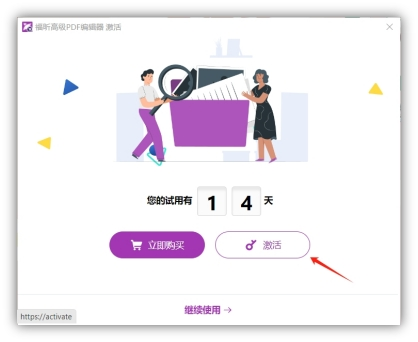 福昕高级PDF编辑器 激活
您的试用有 1 4 天
立即购买
激活
继续使用 →
https://activate